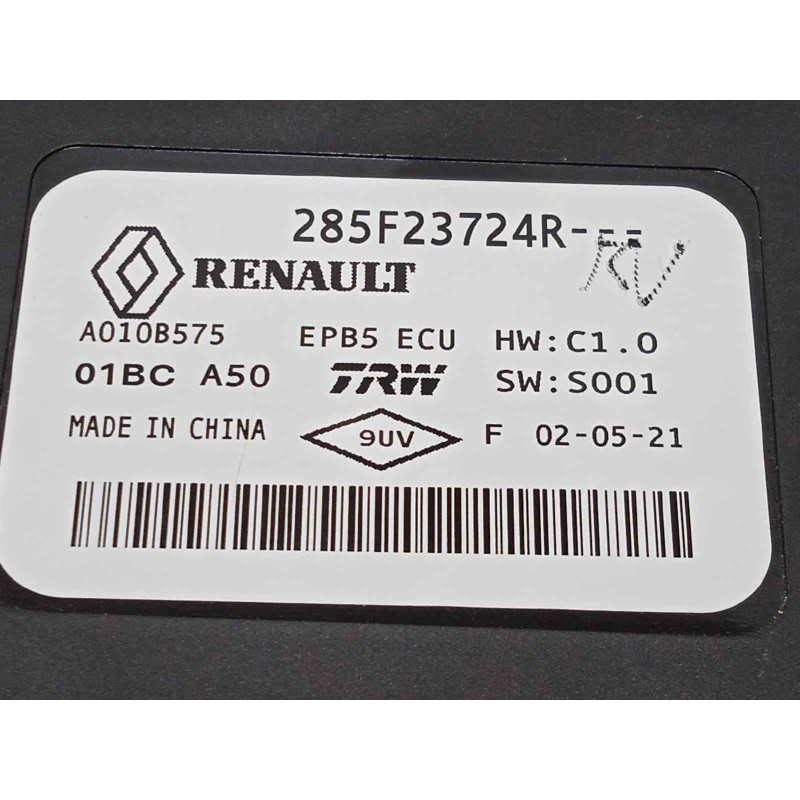 285F23724R---
RENAULT
A010B575 EPB5 ECU HW:C1.0
01BC A50 TRW SW:S001
MADE IN CHINA 9UV F 02-05-21